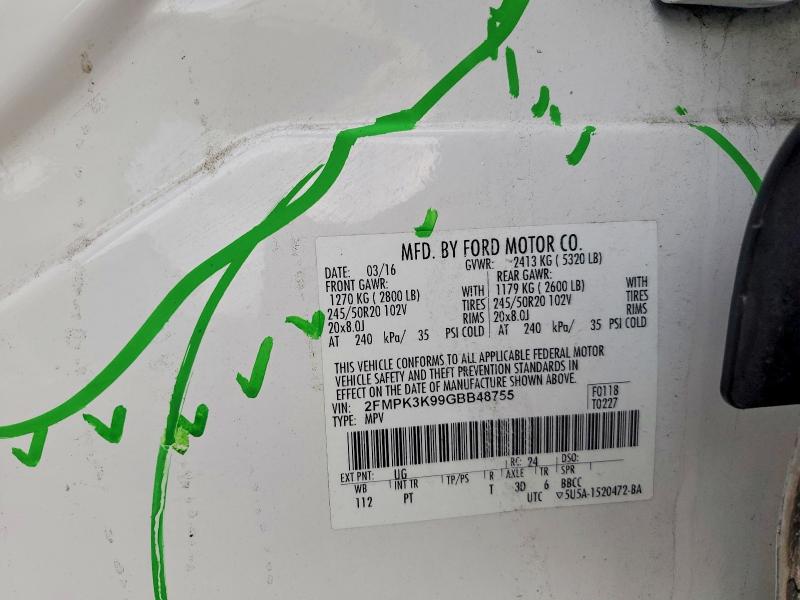 MFD. BY FORD MOTOR CO.
DATE: 03/16 GVWR: 2413 KG ( 5320 LB)
FRONT GAWR: REAR GAWR:
1270 KG ( 2800 LB) WITH 1179 KG ( 2600 LB) WITH
245/50R20 102V TIRES 245/50R20 102V TIRES
20x8.0J RIMS 20x8.0J RIMS
AT 240 kPa/ 35 PSI COLD AT 240 kPa/ 35 PSI COLD
THIS VEHICLE CONFORMS TO ALL APPLICABLE FEDERAL MOTOR
VEHICLE SAFETY AND THEFT PREVENTION STANDARDS IN
EFFECT ON THE DATE OF MANUFACTURE SHOWN ABOVE.
VIN: 2FMPK3K99GBB48755 F0118
TYPE: MPV T0227
EXT PNT: UG RC: 24 DSO:
WB INT TR TP/PS R AXLE TR SPR
112 PT T 3D 6 BBCC
UTC ▽5U5A-1520472-BA